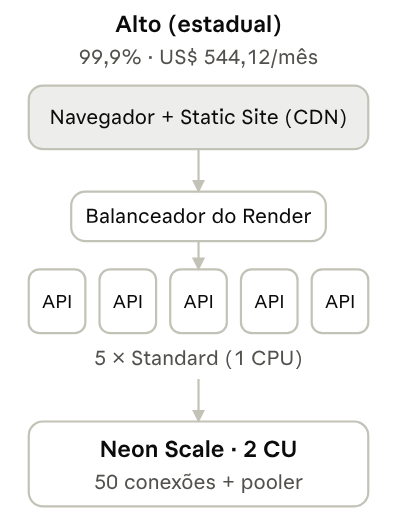 Alto (estadual)
99,9% · US$ 544,12/mês
Navegador + Static Site (CDN)
Balanceador do Render
API API API API API
5 × Standard (1 CPU)
Neon Scale · 2 CU
50 conexões + pooler